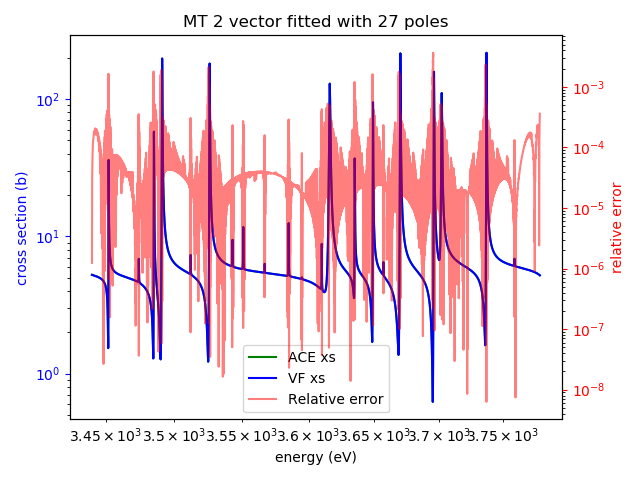 MT 2 vector fitted with 27 poles
cross section (b)
10²
10¹
10⁰
relative error
10⁻³
10⁻⁴
10⁻⁵
10⁻⁶
10⁻⁷
10⁻⁸
ACE xs
VF xs
Relative error
3.45 × 10³ 3.5 × 10³ 3.55 × 10³ 3.6 × 10³ 3.65 × 10³ 3.7 × 10³ 3.75 × 10³
energy (eV)